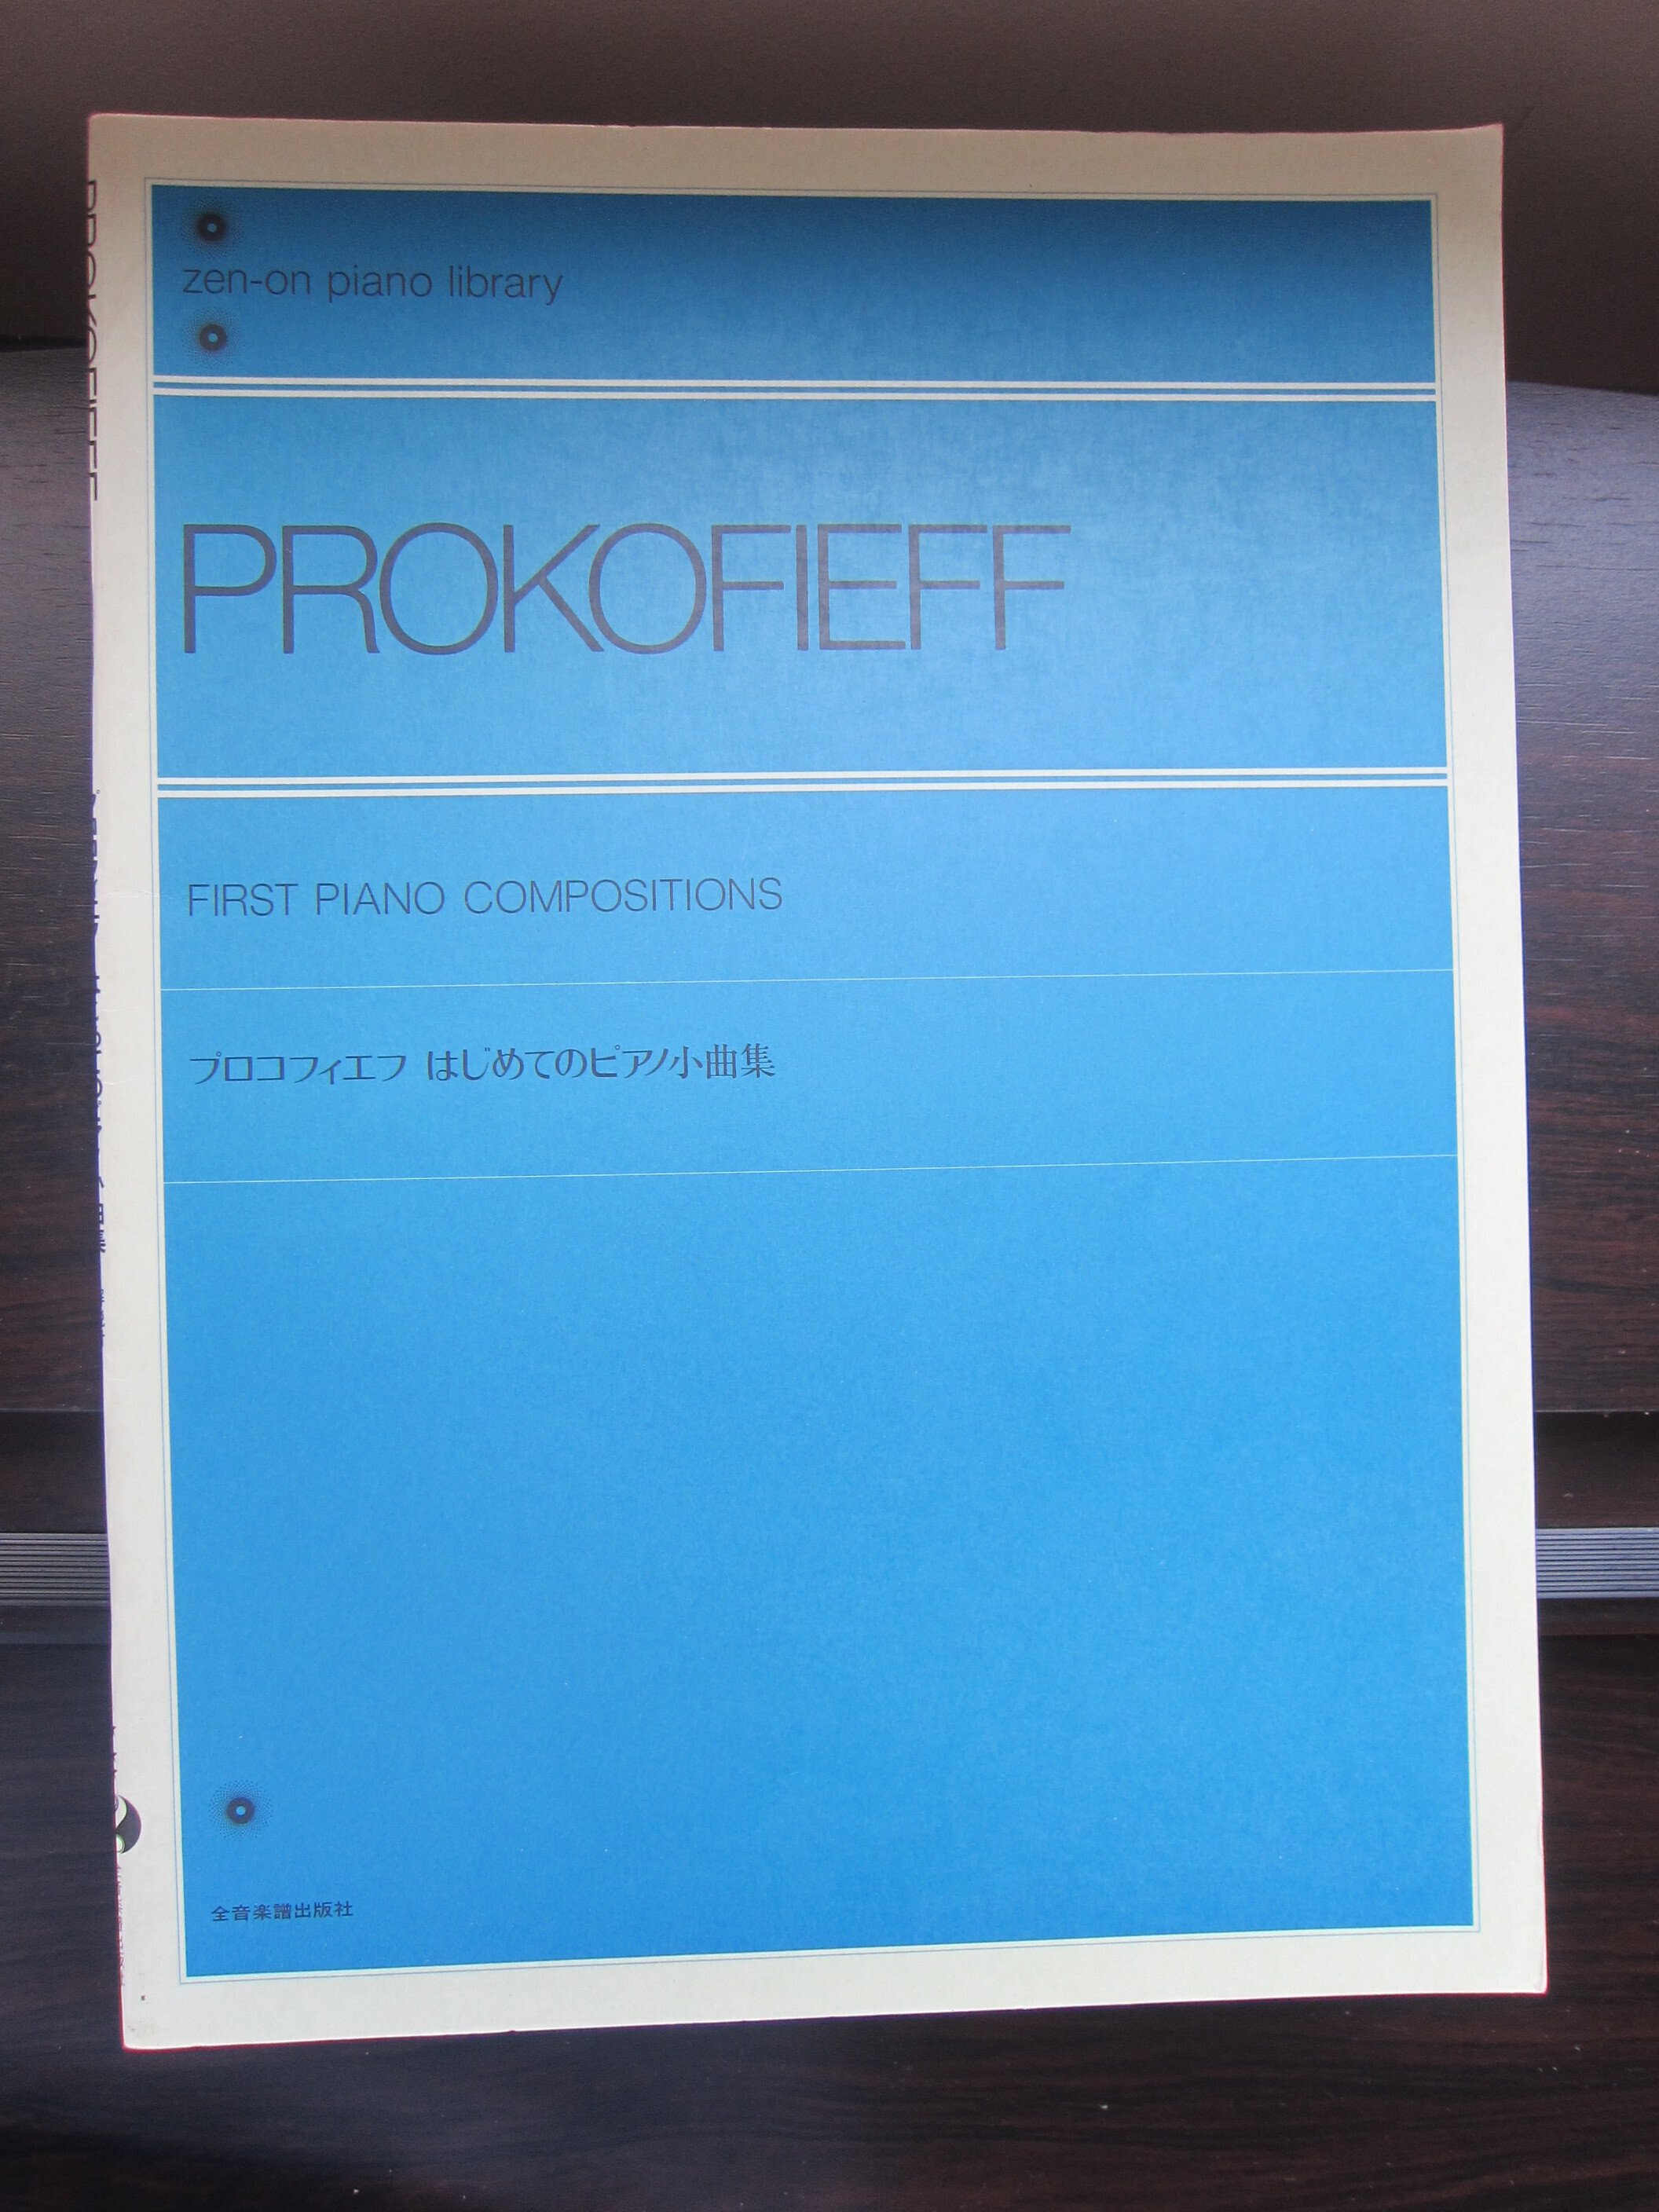 zen-on piano library
PROKOFIEFF
FIRST PIANO COMPOSITIONS
プロコフィエフ はじめてのピアノ小曲集
全音楽譜出版社
PROKOFIEFF